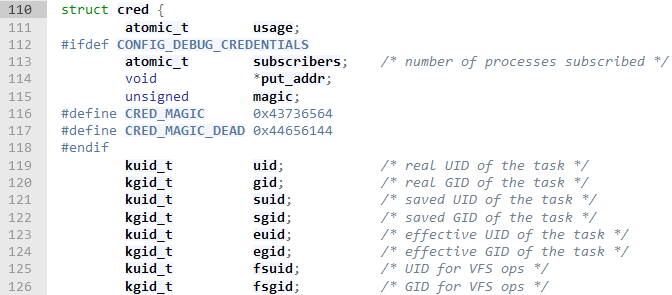 110 struct cred {
111 atomic_t usage;
112 #ifdef CONFIG_DEBUG_CREDENTIALS
113 atomic_t subscribers; /* number of processes subscribed */
114 void *put_addr;
115 unsigned magic;
116 #define CRED_MAGIC 0x43736564
117 #define CRED_MAGIC_DEAD 0x44656144
118 #endif
119 kuid_t uid; /* real UID of the task */
120 kgid_t gid; /* real GID of the task */
121 kuid_t suid; /* saved UID of the task */
122 kgid_t sgid; /* saved GID of the task */
123 kuid_t euid; /* effective UID of the task */
124 kgid_t egid; /* effective GID of the task */
125 kuid_t fsuid; /* UID for VFS ops */
126 kgid_t fsgid; /* GID for VFS ops */